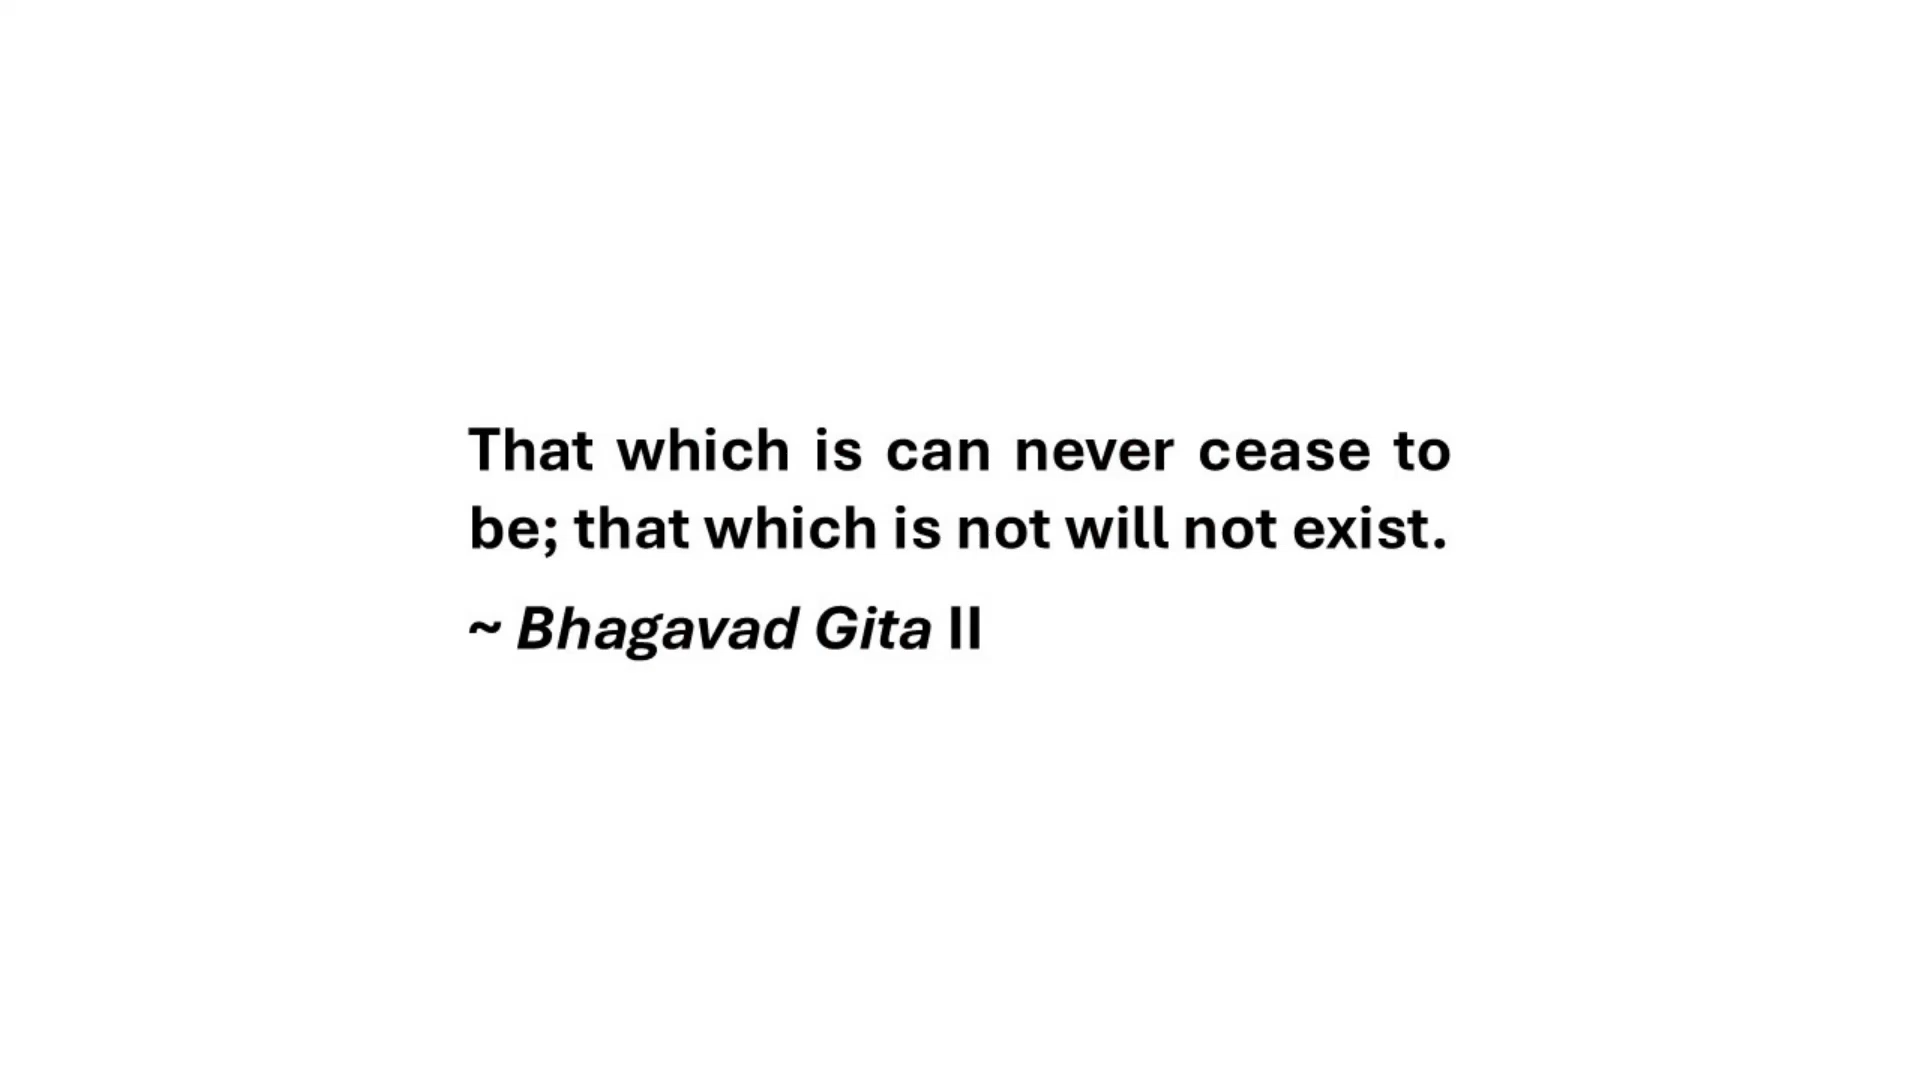 That which is can never cease to
be; that which is not will not exist.
~ Bhagavad Gita II